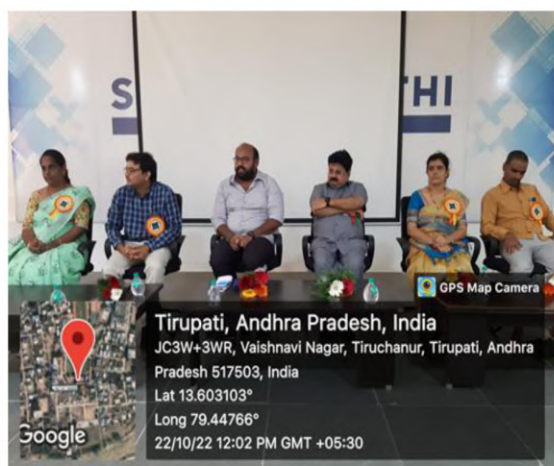 S THI
GPS Map Camera
Tirupati, Andhra Pradesh, India
JC3W+3WR, Vaishnavi Nagar, Tiruchanur, Tirupati, Andhra
Pradesh 517503, India
Lat 13.603103°
Long 79.44766°
22/10/22 12:02 PM GMT +05:30
Google